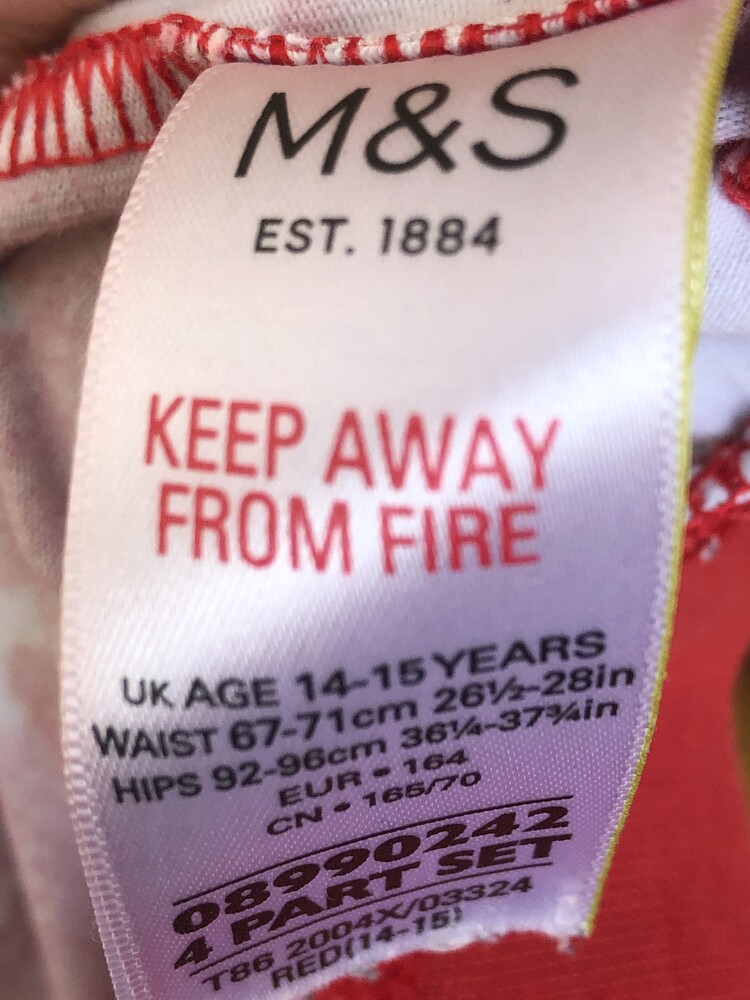 M&S
EST. 1884
KEEP AWAY
FROM FIRE
UK AGE 14-15 YEARS
WAIST 67-71cm 26½-28in
HIPS 92-96cm 36¼-37¾in
EUR • 164
CN • 165/70
08990242
4 PART SET
T86 2004X/03324
RED(14-15)